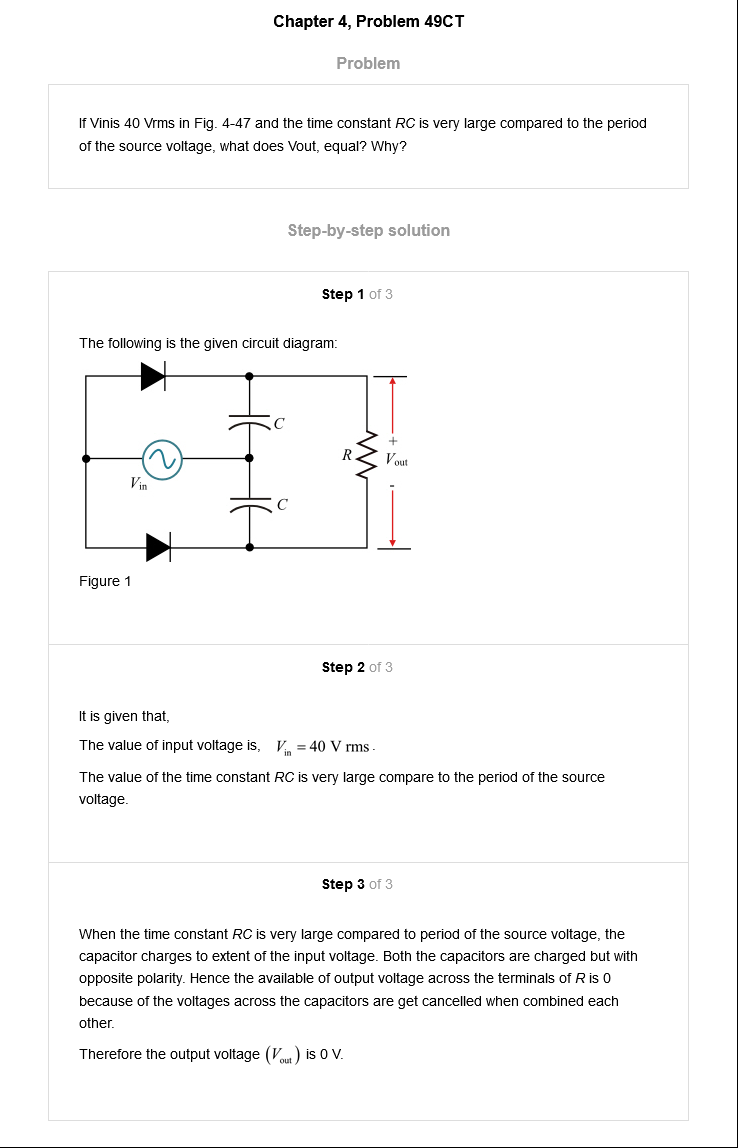 Chapter 4, Problem 49CT
Problem
If Vinis 40 Vrms in Fig. 4-47 and the time constant RC is very large compared to the period
of the source voltage, what does Vout, equal? Why?
Step-by-step solution
Step 1 of 3
The following is the given circuit diagram:
C
R
+
Vout
Vin
-
C
Figure 1
Step 2 of 3
It is given that,
The value of input voltage is, Vin = 40 V rms.
The value of the time constant RC is very large compare to the period of the source
voltage.
Step 3 of 3
When the time constant RC is very large compared to period of the source voltage, the
capacitor charges to extent of the input voltage. Both the capacitors are charged but with
opposite polarity. Hence the available of output voltage across the terminals of R is 0
because of the voltages across the capacitors are get cancelled when combined each
other.
Therefore the output voltage (Vout) is 0 V.